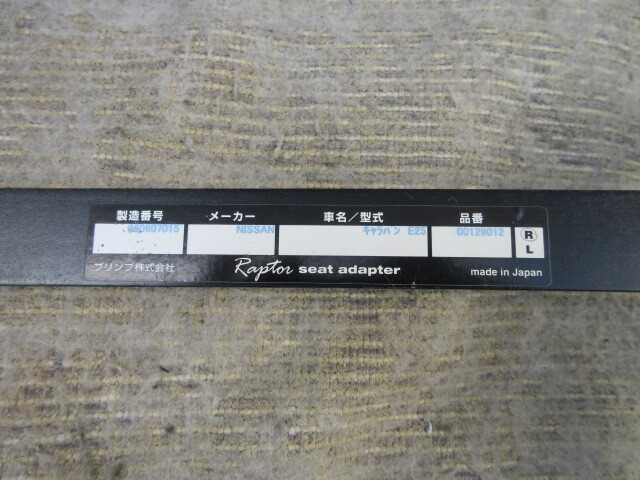 製造番号 メーカー 車名／型式 品番
080607015 NISSAN ｷｬﾗﾊﾞﾝ E25 00129012 R
L
ブリンプ株式会社 Raptor seat adapter made in Japan